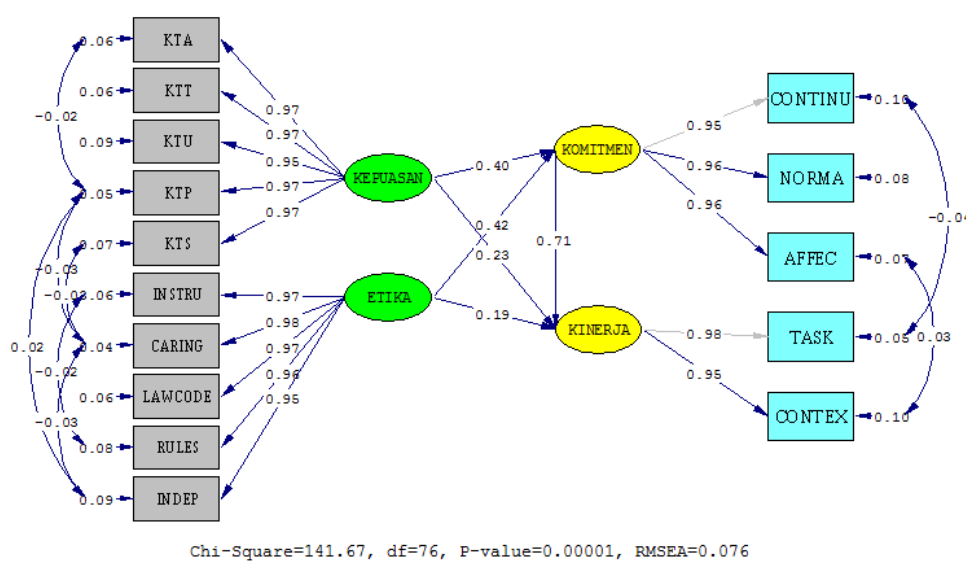 0.06 KTA
0.06 KTT
0.09 KTU
0.05 KTP
0.07 KTS
0.06 INSTRU
0.04 CARING
0.06 LAWCODE
0.08 RULES
0.09 INDEP
-0.02
-0.03
-0.03
0.02
-0.02
-0.03
0.97
0.97
0.95
0.97
0.97
KEPUASAN
0.97
0.98
0.97
0.96
0.95
ETIKA
0.40
0.42
0.23
0.19
0.71
KOMITMEN
KINERJA
0.95
0.96
0.96
0.98
0.95
CONTINU 0.10
NORMA 0.08
AFFEC 0.07
TASK 0.05
CONTEX 0.10
-0.04
0.03
Chi-Square=141.67, df=76, P-value=0.00001, RMSEA=0.076